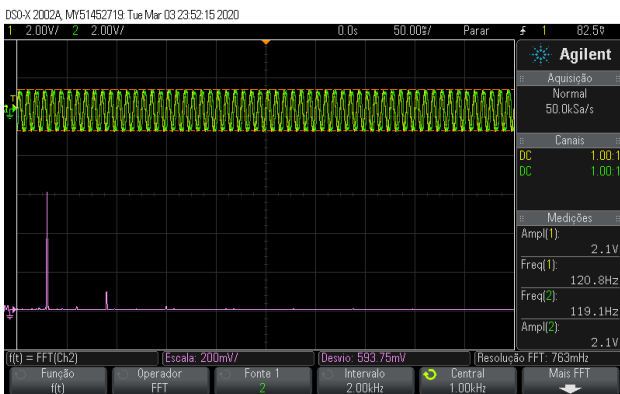 DSO-X 2002A, MY51452719: Tue Mar 03 23:52:15 2020
1 2.00V/ 2 2.00V/ 0.0s 50.00s/ Parar 1 82.5%
Agilent
Aquisição
Normal
50.0kSa/s
Canais
DC 1.00:1
DC 1.00:1
Medições
Ampl(1):
2.1V
Freq(1):
120.8Hz
Freq(2):
119.1Hz
Ampl(2):
2.1V
f(t) = FFT(Ch2) Escala: 200mV/ Desvio: 593.75mV Resolução FFT: 763mHz
Função Operador Fonte 1 Intervalo Central Mais FFT
f(t) FFT 2 2.00kHz 1.00kHz